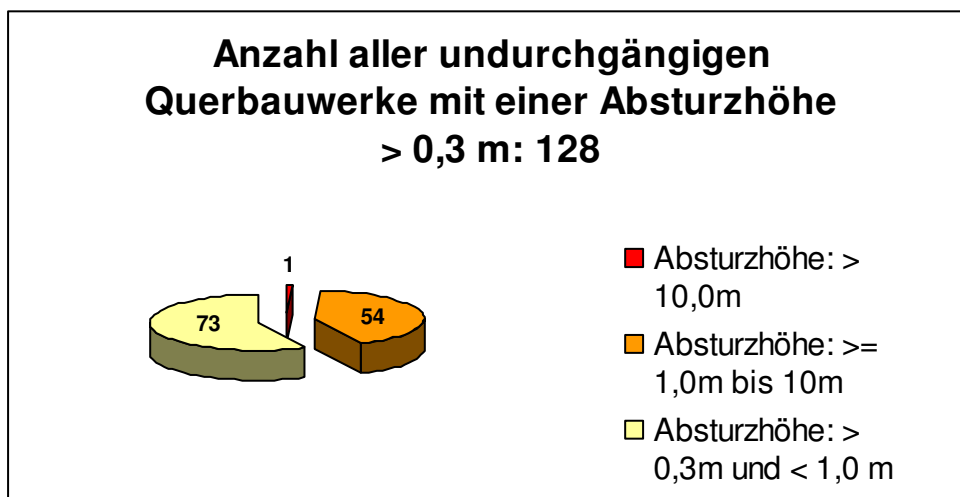 Anzahl aller undurchgängigen
Querbauwerke mit einer Absturzhöhe
> 0,3 m: 128
1
73
54
Absturzhöhe: >
10,0m
Absturzhöhe: >=
1,0m bis 10m
Absturzhöhe: >
0,3m und < 1,0 m